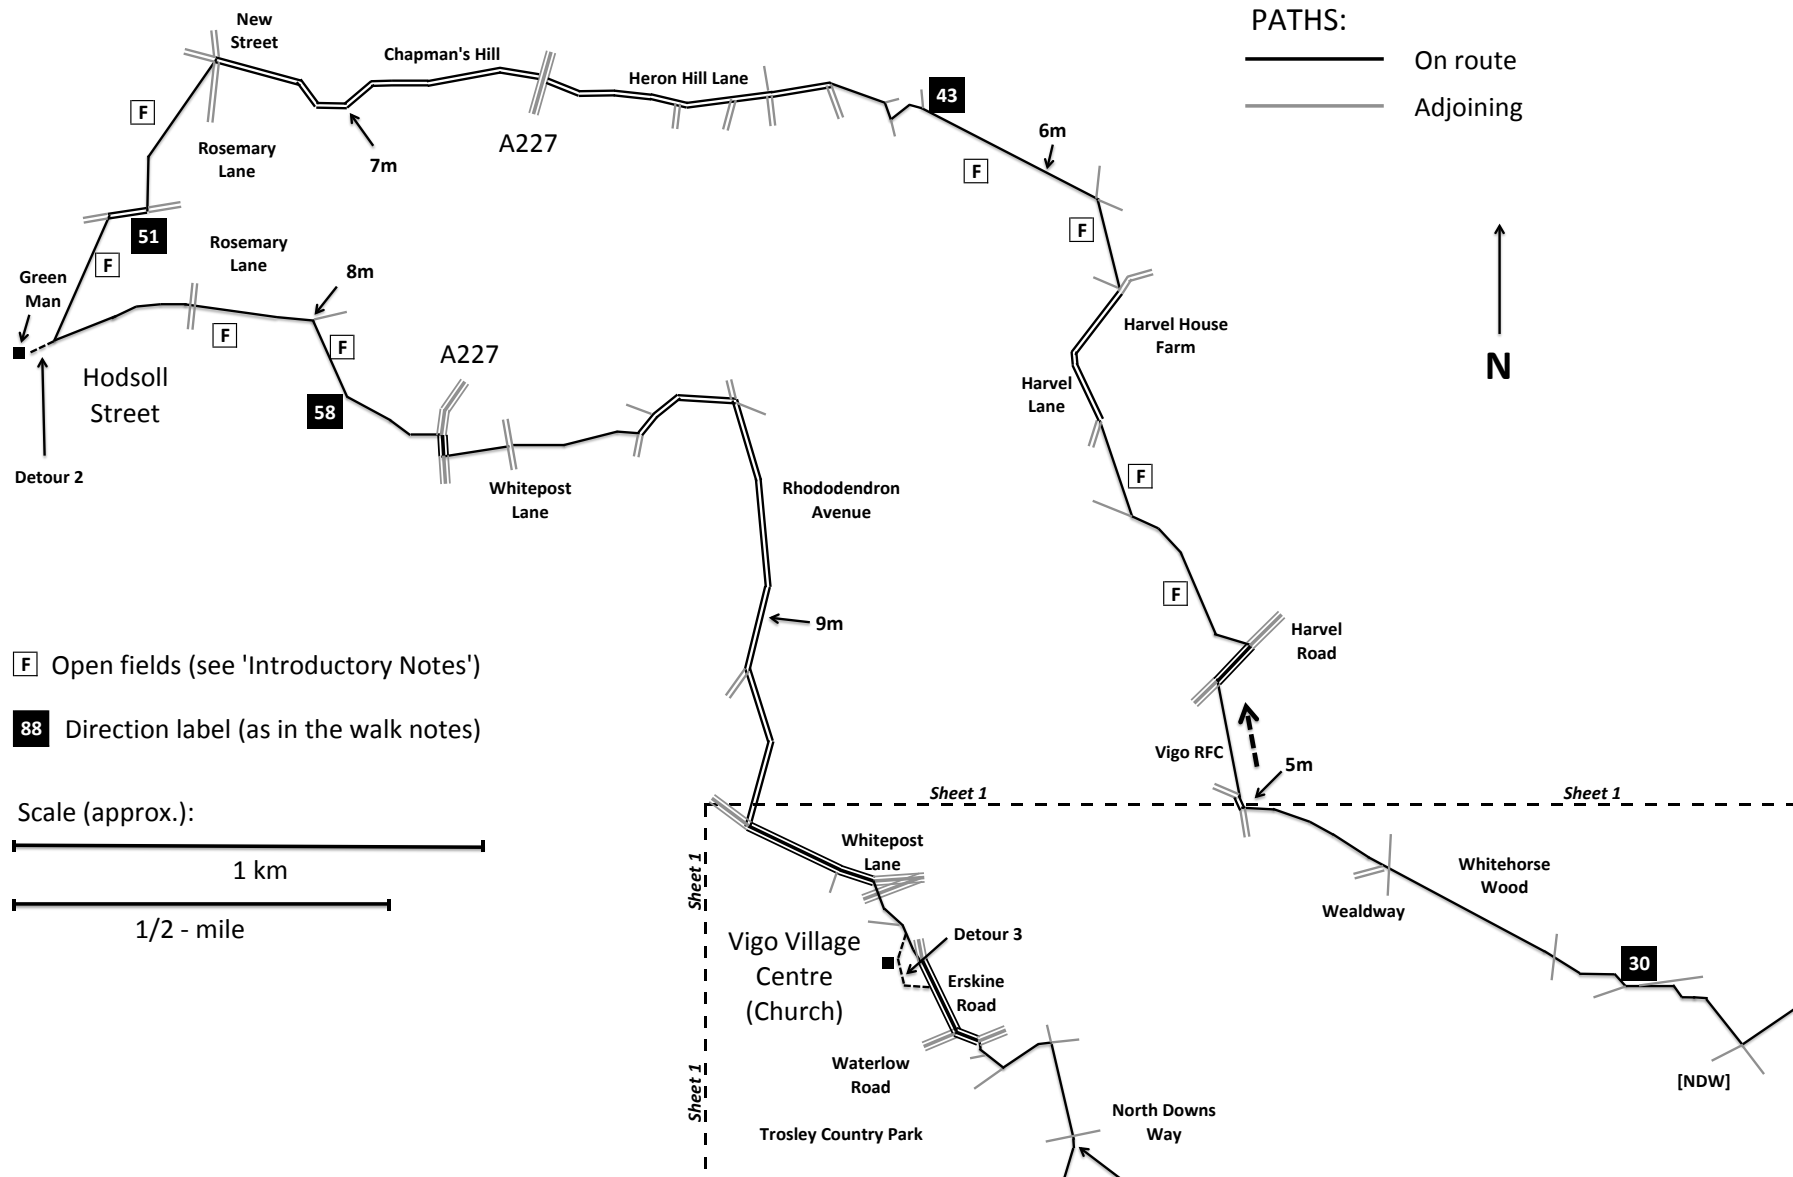 New
Street
Chapman's Hill
Heron Hill Lane
43
PATHS:
On route
Adjoining
F
A227
6m
Rosemary
Lane
7m
F
F
51
Rosemary
Lane
F
8m
Green
Man
F
F
A227
Harvel House
Farm
N
Hodsoll
Street
58
Harvel
Lane
Detour 2
Whitepost
Lane
Rhododendron
Avenue
F
F
9m
Harvel
Road
F Open fields (see 'Introductory Notes')
88 Direction label (as in the walk notes)
Vigo RFC
5m
Sheet 1
Sheet 1
Scale (approx.):
1 km
1/2 - mile
Sheet 1
Whitepost
Lane
Whitehorse
Wood
Wealdway
Vigo Village
Centre
(Church)
Detour 3
Erskine
Road
30
Waterlow
Road
Sheet 1
[NDW]
North Downs
Way
Trosley Country Park